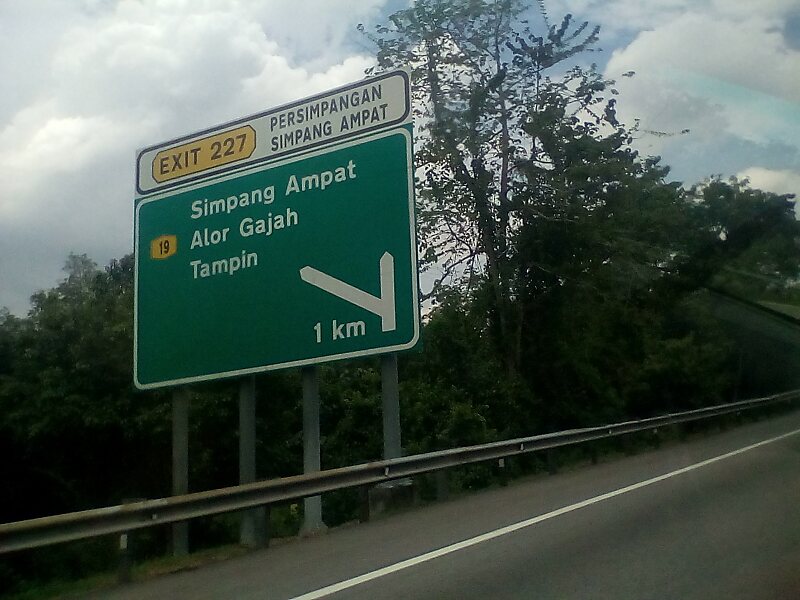 EXIT 227
PERSIMPANGAN
SIMPANG AMPAT
Simpang Ampat
19
Alor Gajah
Tampin
1 km